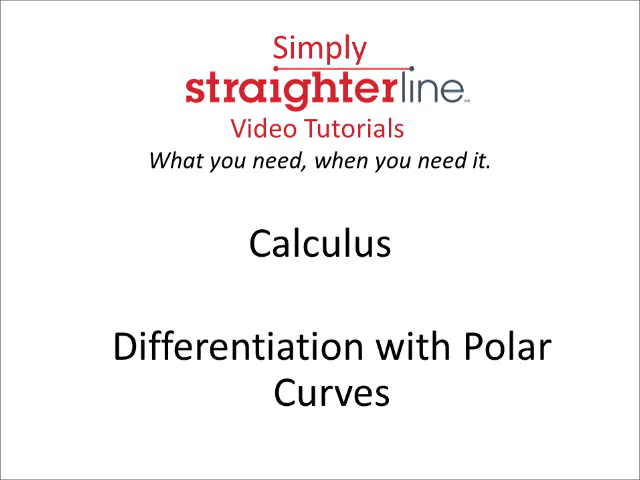 Simply
straighterline
Video Tutorials
What you need, when you need it.
Calculus
Differentiation with Polar
Curves